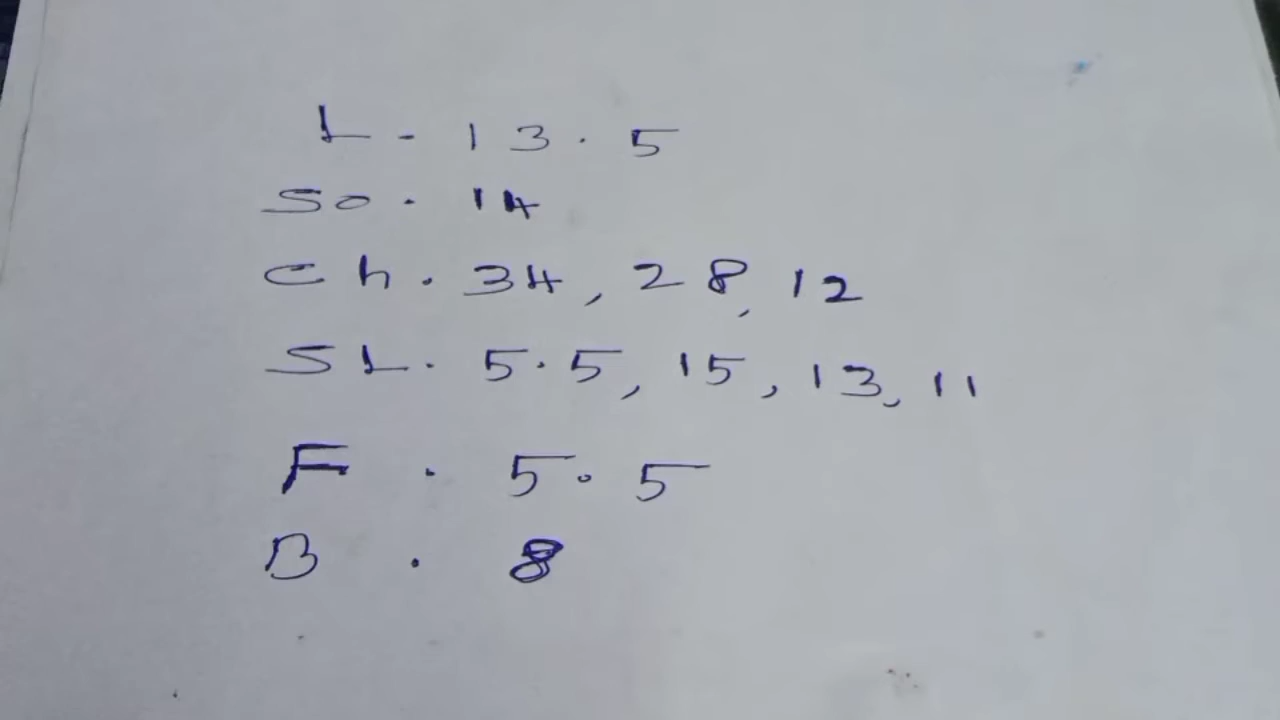 L - 13.5
So. 14
Ch. 34, 28, 12
SL. 5.5, 15, 13, 11
F . 5.5
B . 8